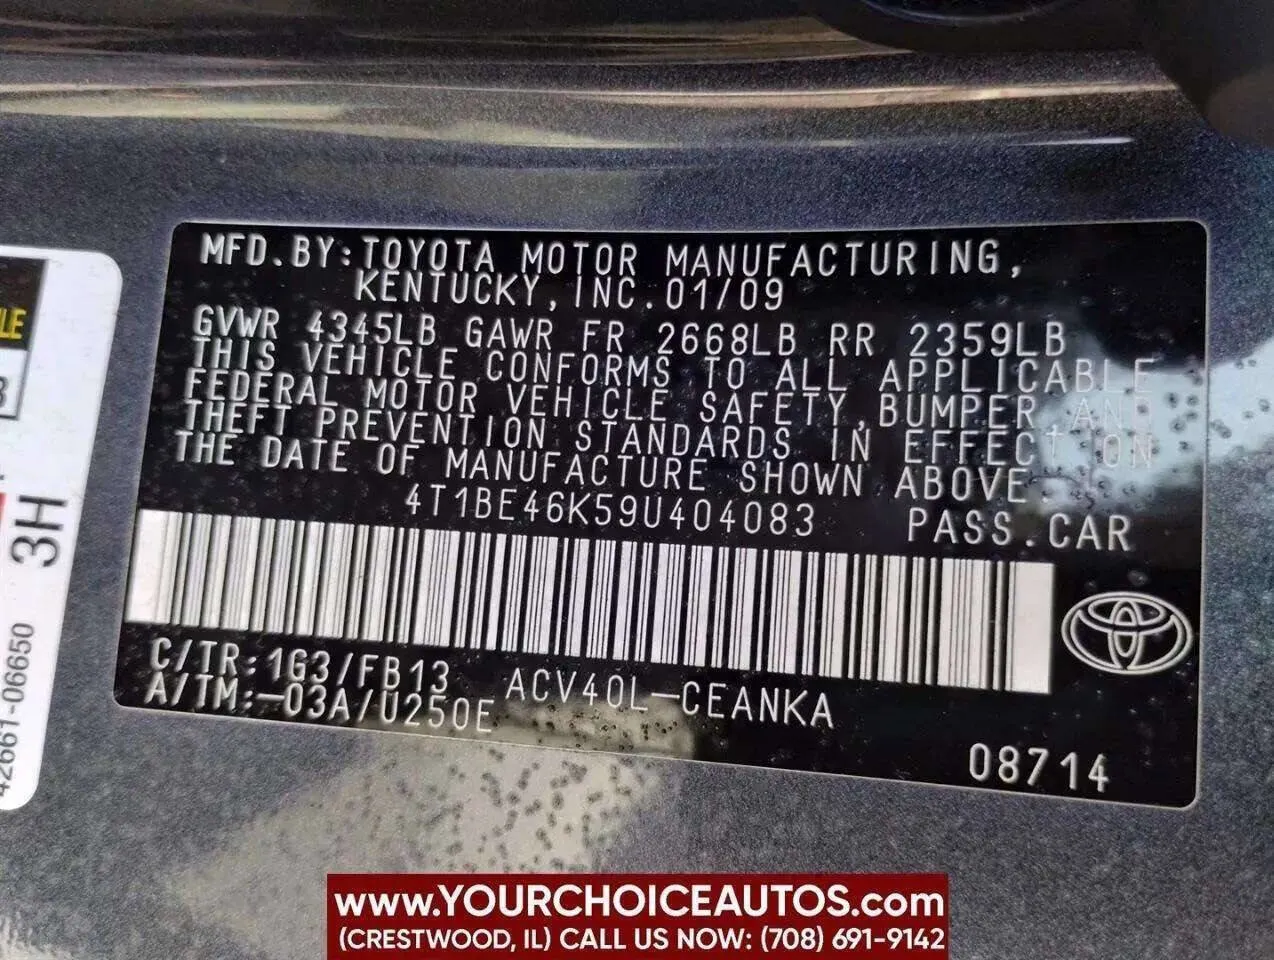 MFD.BY:TOYOTA MOTOR MANUFACTURING,
KENTUCKY,INC.01/09
GVWR 4345LB GAWR FR 2668LB RR 2359LB
THIS VEHICLE CONFORMS TO ALL APPLICABLE
FEDERAL MOTOR VEHICLE SAFETY,BUMPER AND
THEFT PREVENTION STANDARDS IN EFFECT ON
THE DATE OF MANUFACTURE SHOWN ABOVE.
4T1BE46K59U404083 PASS.CAR
C/TR:1G3/FB13 ACV40L-CEANKA
A/TM:-03A/U250E
08714
3H
42661-06650
www.YOURCHOICEAUTOS.com
(CRESTWOOD, IL) CALL US NOW: (708) 691-9142